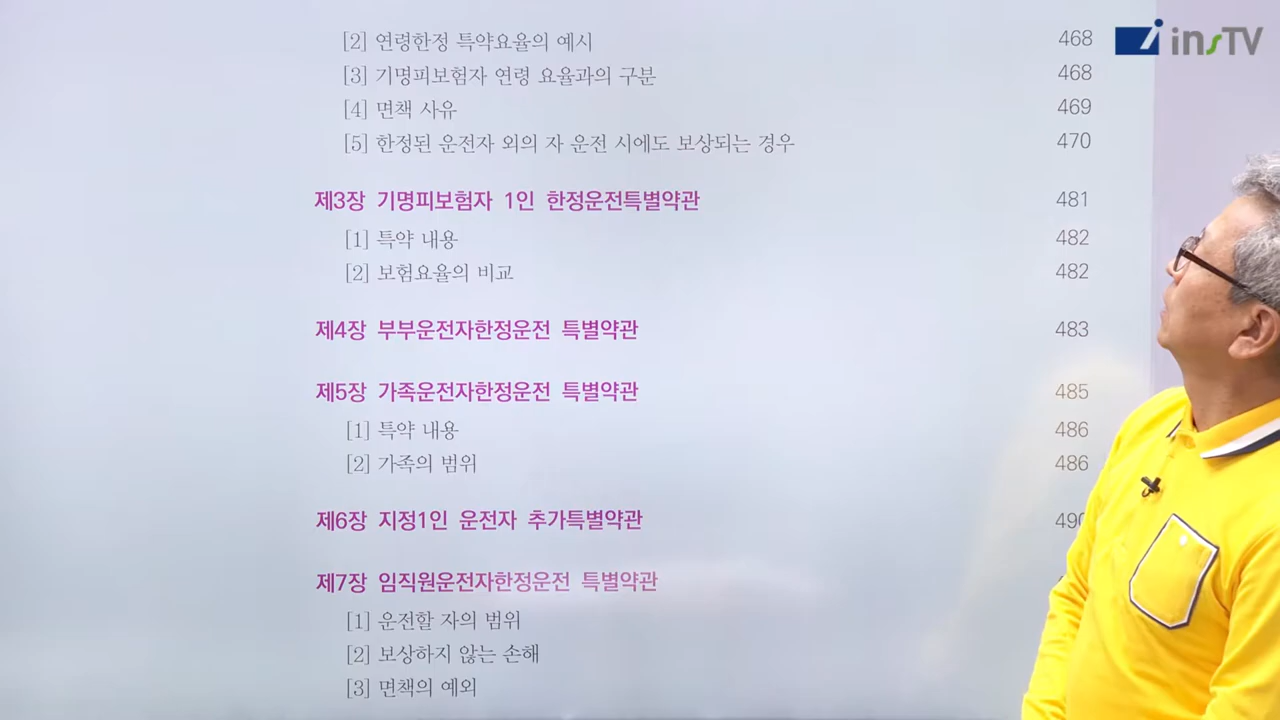 [2] 연령한정 특약요율의 예시 468
[3] 기명피보험자 연령 요율과의 구분 468
[4] 면책 사유 469
[5] 한정된 운전자 외의 자 운전 시에도 보상되는 경우 470
제3장 기명피보험자 1인 한정운전특별약관 481
[1] 특약 내용 482
[2] 보험요율의 비교 482
제4장 부부운전자한정운전 특별약관 483
제5장 가족운전자한정운전 특별약관 485
[1] 특약 내용 486
[2] 가족의 범위 486
제6장 지정1인 운전자 추가특별약관 490
제7장 임직원운전자한정운전 특별약관
[1] 운전할 자의 범위
[2] 보상하지 않는 손해
[3] 면책의 예외
insTV